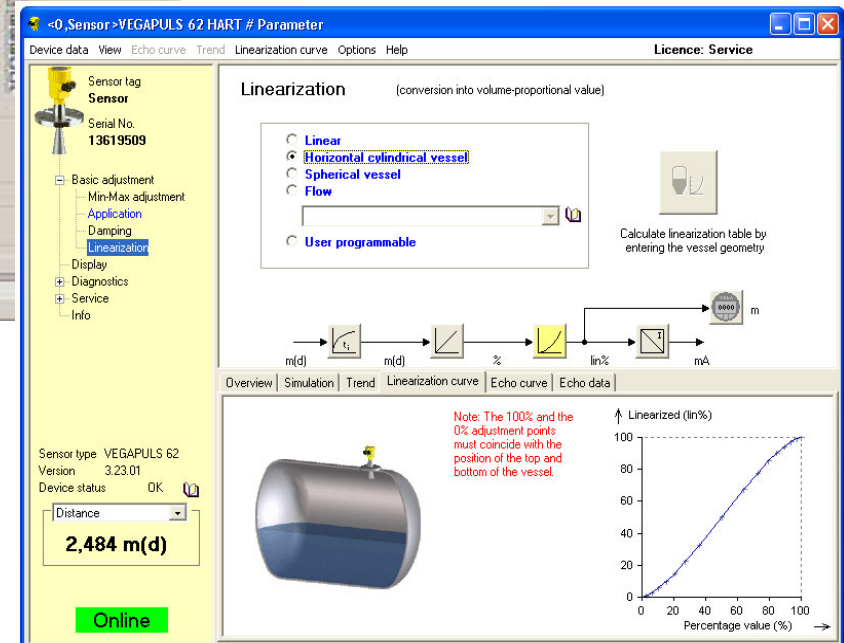 <0,Sensor>VEGAPULS 62 HART # Parameter
Device data View Echo curve Trend Linearization curve Options Help Licence: Service
Sensor tag
Sensor
Serial No.
13619509
Basic adjustment
Min-Max adjustment
Application
Damping
Linearization
Display
Diagnostics
Service
Info
Sensor type VEGAPULS 62
Version 3.23.01
Device status OK
Distance
2,484 m(d)
Online
Linearization (conversion into volume-proportional value)
Linear
Horizontal cylindrical vessel
Spherical vessel
Flow
User programmable
Calculate linearization table by
entering the vessel geometry
0000 m
m(d) m(d) % lin% mA
Overview Simulation Trend Linearization curve Echo curve Echo data
Note: The 100% and the
0% adjustment points
must coincide with the
position of the top and
bottom of the vessel.
Linearized (lin%)
100
80
60
40
20
0
0 20 40 60 80 100
Percentage value (%)